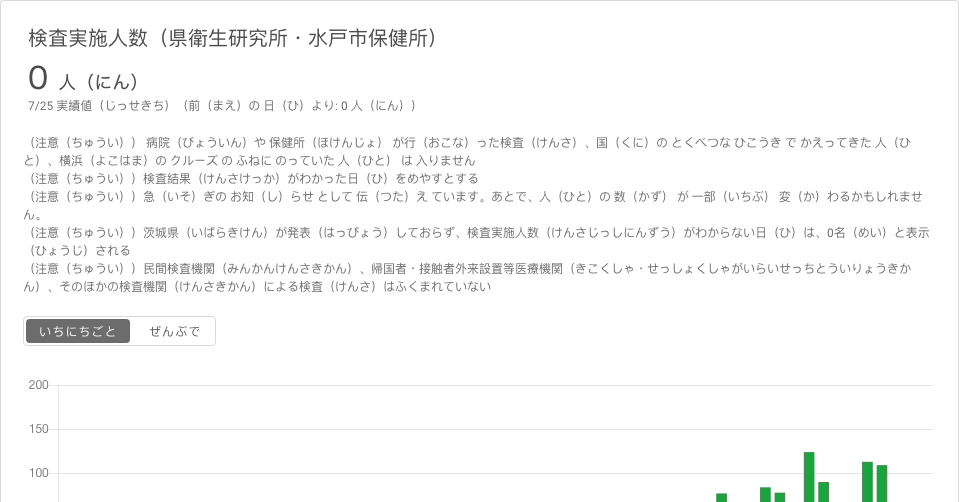 検査実施人数（県衛生研究所・水戸市保健所）
0 人（にん）
7/25 実績値（じっせきち）（前（まえ）の 日（ひ）より: 0 人（にん））
（注意（ちゅうい）） 病院（びょういん）や 保健所（ほけんじょ） が行（おこな）った検査（けんさ）、国（くに）の とくべつな ひこうき で かえってきた 人（ひ
と）、横浜（よこはま）の クルーズ の ふねに のっていた 人（ひと） は 入りません
（注意（ちゅうい））検査結果（けんさけっか）がわかった日（ひ）をめやすとする
（注意（ちゅうい））急（いそ）ぎの お知（し）らせ として 伝（つた）え ています。あとで、人（ひと）の 数（かず） が 一部（いちぶ） 変（か）わるかもしれませ
ん。
（注意（ちゅうい））茨城県（いばらきけん）が発表（はっぴょう）しておらず、検査実施人数（けんさじっしにんずう）がわからない日（ひ）は、0名（めい）と表示
（ひょうじ）される
（注意（ちゅうい））民間検査機関（みんかんけんさきかん）、帰国者・接触者外来設置等医療機関（きこくしゃ・せっしょくしゃがいらいせっちとういりょうきか
ん）、そのほかの検査機関（けんさきかん）による検査（けんさ）はふくまれていない
いちにちごと ぜんぶで
200
150
100